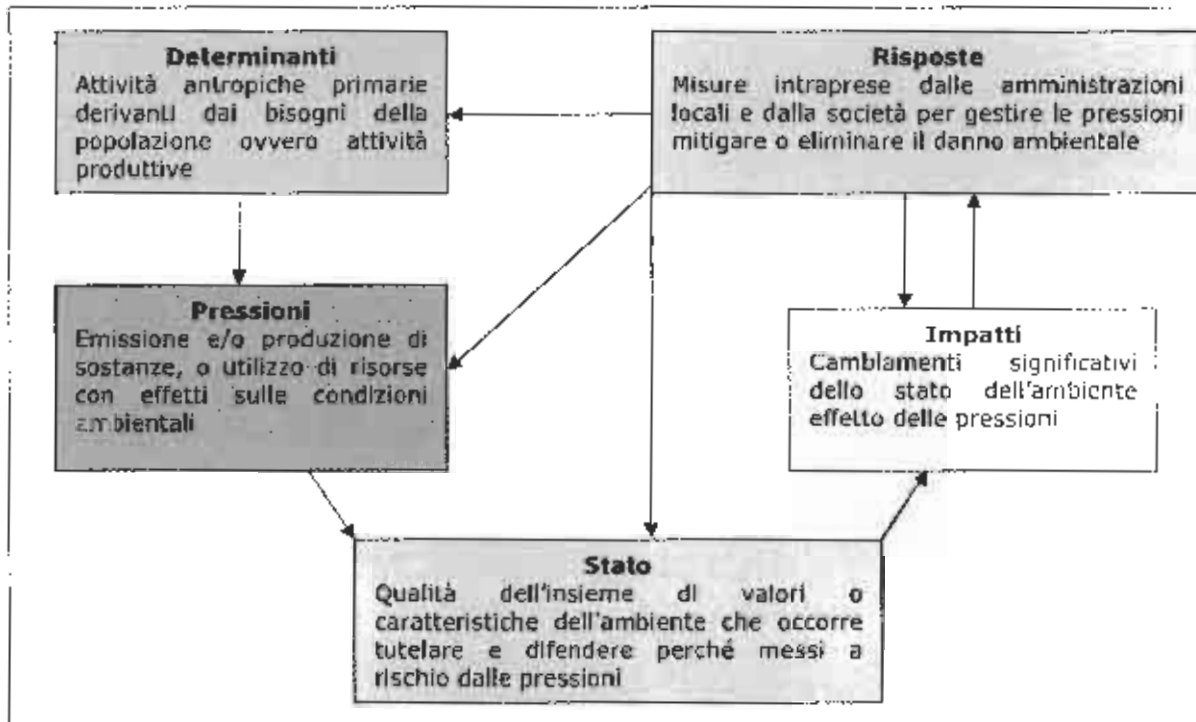 Determinanti
Attività antropiche primarie
derivanti dai bisogni della
popolazione ovvero attività
produttive
Risposte
Misure intraprese dalle amministrazioni
locali e dalla società per gestire le pressioni
mitigare o eliminare il danno ambientale
Pressioni
Emissione e/o produzione di
sostanze, o utilizzo di risorse
con effetti sulle condizioni
ambientali
Impatti
Cambiamenti significativi
dello stato dell'ambiente
effetto delle pressioni
Stato
Qualità dell'insieme di valori o
caratteristiche dell'ambiente che occorre
tutelare e difendere perché messi a
rischio dalle pressioni